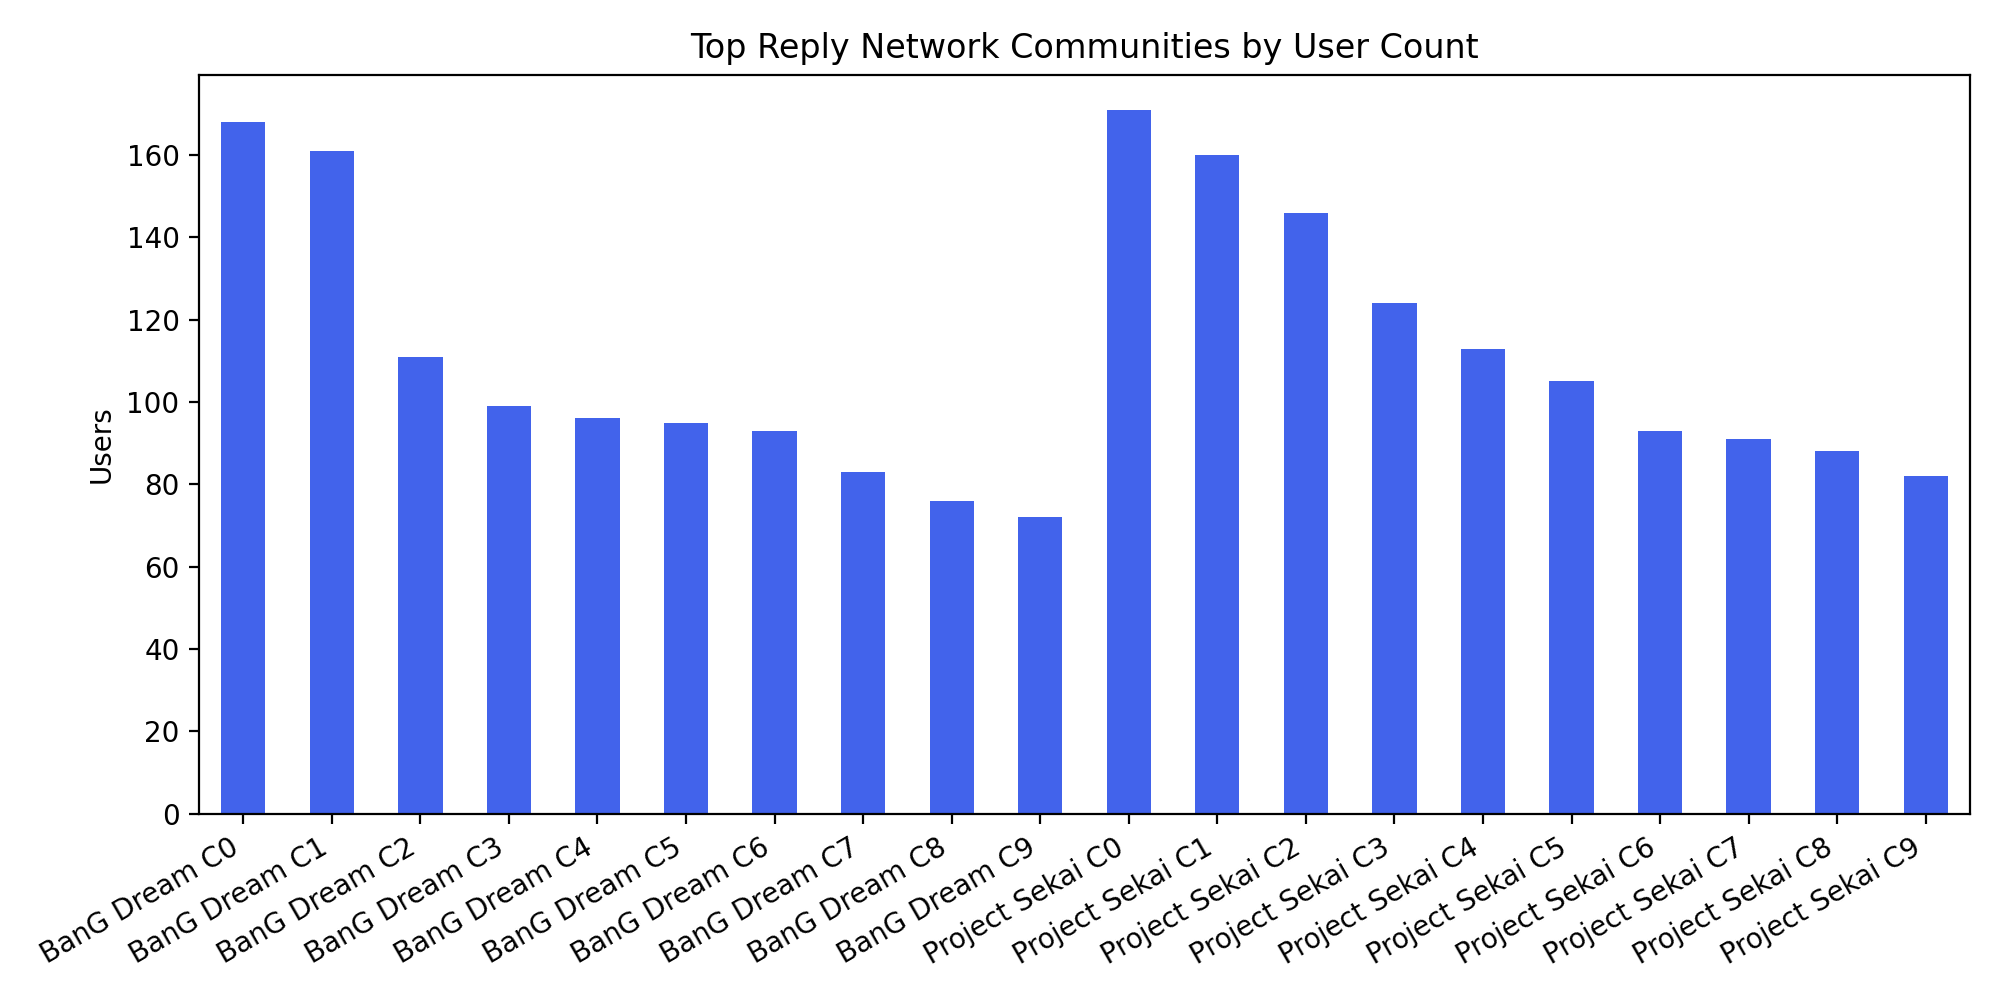 Top Reply Network Communities by User Count
Users
160
140
120
100
80
60
40
20
0
BanG Dream C0
BanG Dream C1
BanG Dream C2
BanG Dream C3
BanG Dream C4
BanG Dream C5
BanG Dream C6
BanG Dream C7
BanG Dream C8
BanG Dream C9
Project Sekai C0
Project Sekai C1
Project Sekai C2
Project Sekai C3
Project Sekai C4
Project Sekai C5
Project Sekai C6
Project Sekai C7
Project Sekai C8
Project Sekai C9